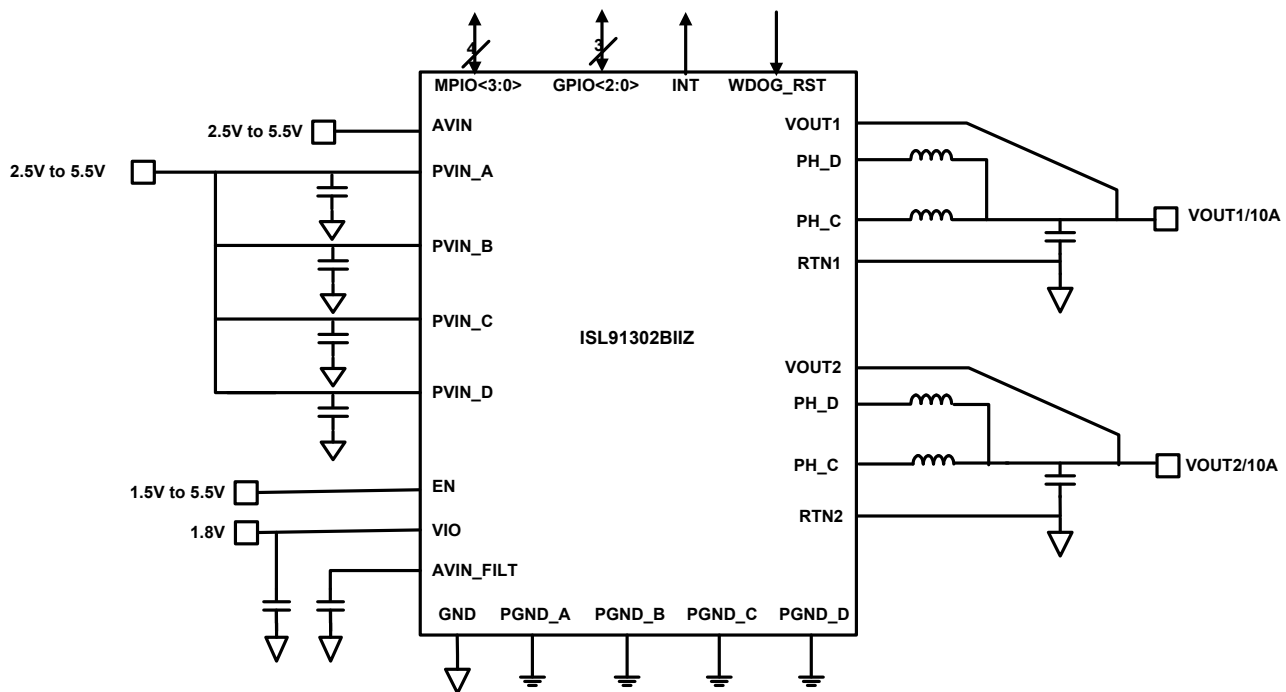 4
3
MPIO<3:0> GPIO<2:0> INT WDOG_RST
2.5V to 5.5V
AVIN
VOUT1
2.5V to 5.5V
PVIN_A
PH_D
PVIN_B
PH_C
VOUT1/10A
RTN1
PVIN_C
ISL91302BIIZ
VOUT2
PVIN_D
PH_D
PH_C
VOUT2/10A
1.5V to 5.5V
EN
RTN2
1.8V
VIO
AVIN_FILT
GND PGND_A PGND_B PGND_C PGND_D